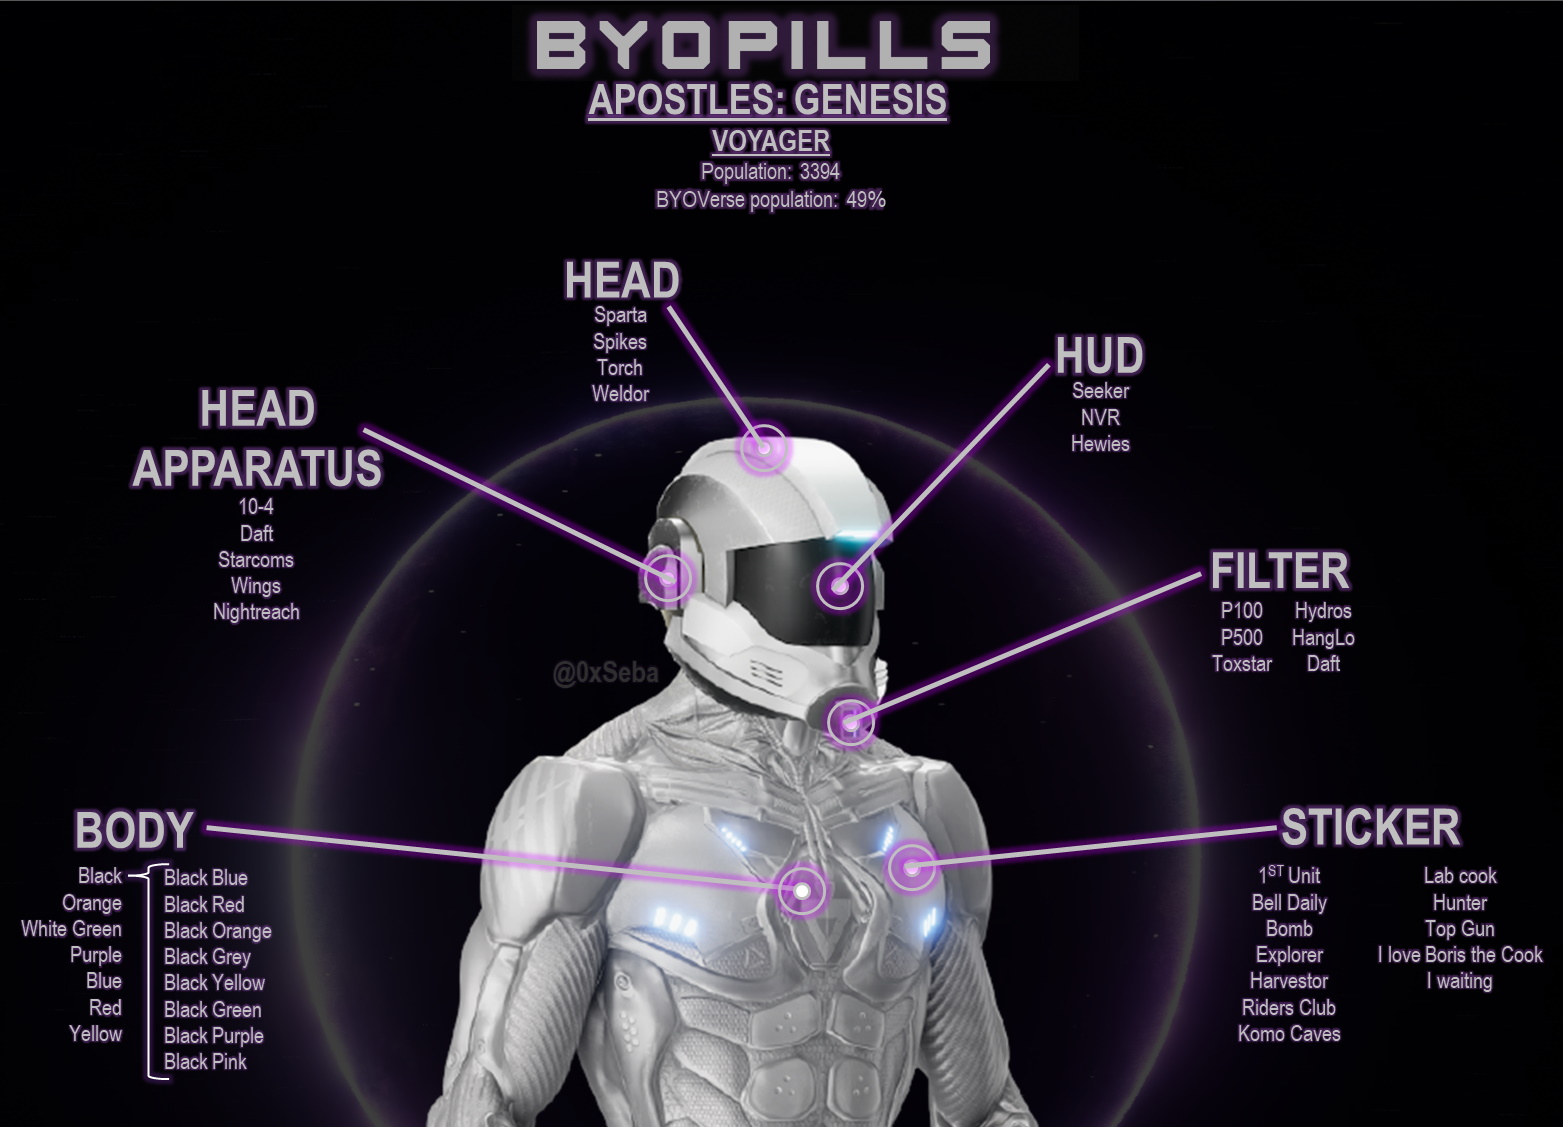 BYOPILLS
APOSTLES: GENESIS
VOYAGER
Population: 3394
BYOVerse population: 49%
HEAD
Sparta
Spikes
Torch
Weldor
HUD
Seeker
NVR
Hewies
HEAD
APPARATUS
10-4
Daft
Starcoms
Wings
Nightreach
FILTER
P100 Hydros
P500 HangLo
Toxstar Daft
@0xSeba
BODY
Black
Orange
White Green
Purple
Blue
Red
Yellow
Black Blue
Black Red
Black Orange
Black Grey
Black Yellow
Black Green
Black Purple
Black Pink
STICKER
1ST Unit
Bell Daily
Bomb
Explorer
Harvestor
Riders Club
Komo Caves
Lab cook
Hunter
Top Gun
I love Boris the Cook
I waiting